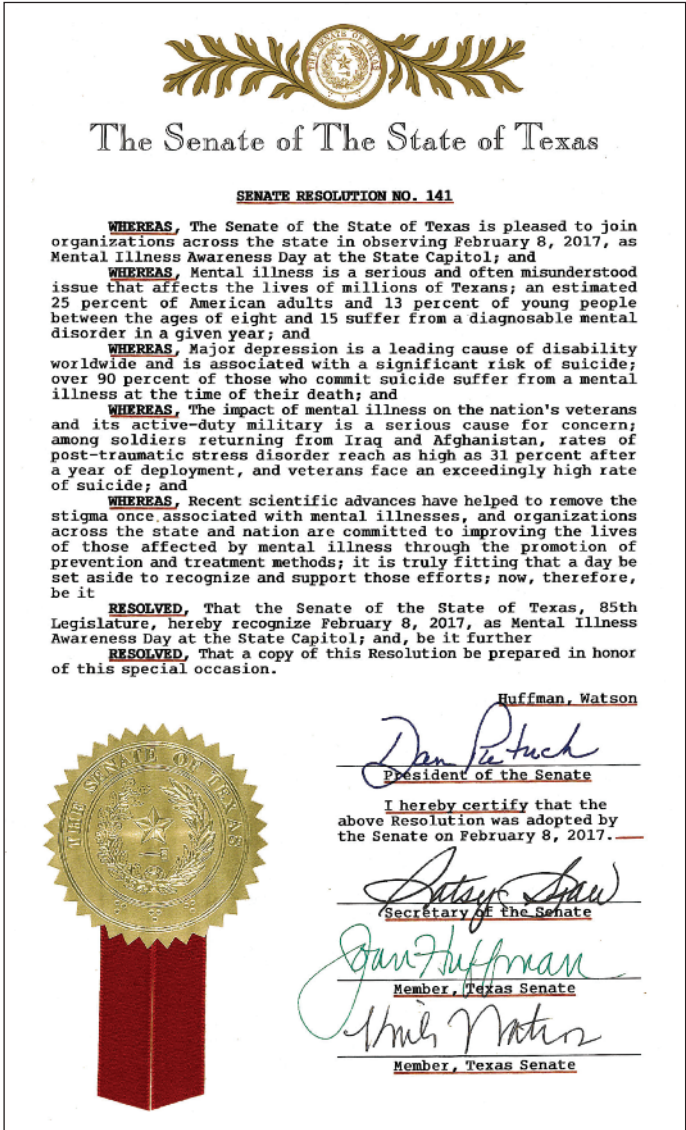 THE SENATE OF TEXAS
The Senate of The State of Texas
SENATE RESOLUTION NO. 141
WHEREAS, The Senate of the State of Texas is pleased to join
organizations across the state in observing February 8, 2017, as
Mental Illness Awareness Day at the State Capitol; and
WHEREAS, Mental illness is a serious and often misunderstood
issue that affects the lives of millions of Texans; an estimated
25 percent of American adults and 13 percent of young people
between the ages of eight and 15 suffer from a diagnosable mental
disorder in a given year; and
WHEREAS, Major depression is a leading cause of disability
worldwide and is associated with a significant risk of suicide;
over 90 percent of those who commit suicide suffer from a mental
illness at the time of their death; and
WHEREAS, The impact of mental illness on the nation's veterans
and its active-duty military is a serious cause for concern;
among soldiers returning from Iraq and Afghanistan, rates of
post-traumatic stress disorder reach as high as 31 percent after
a year of deployment, and veterans face an exceedingly high rate
of suicide; and
WHEREAS, Recent scientific advances have helped to remove the
stigma once associated with mental illnesses, and organizations
across the state and nation are committed to improving the lives
of those affected by mental illness through the promotion of
prevention and treatment methods; it is truly fitting that a day be
set aside to recognize and support those efforts; now, therefore,
be it
RESOLVED, That the Senate of the State of Texas, 85th
Legislature, hereby recognize February 8, 2017, as Mental Illness
Awareness Day at the State Capitol; and, be it further
RESOLVED, That a copy of this Resolution be prepared in honor
of this special occasion.
Huffman, Watson
Dan Patrick
President of the Senate
I hereby certify that the
above Resolution was adopted by
the Senate on February 8, 2017.
Patsy Spaw
Secretary of the Senate
Joan Huffman
Member, Texas Senate
Watson
Member, Texas Senate
THE SENATE OF TEXAS